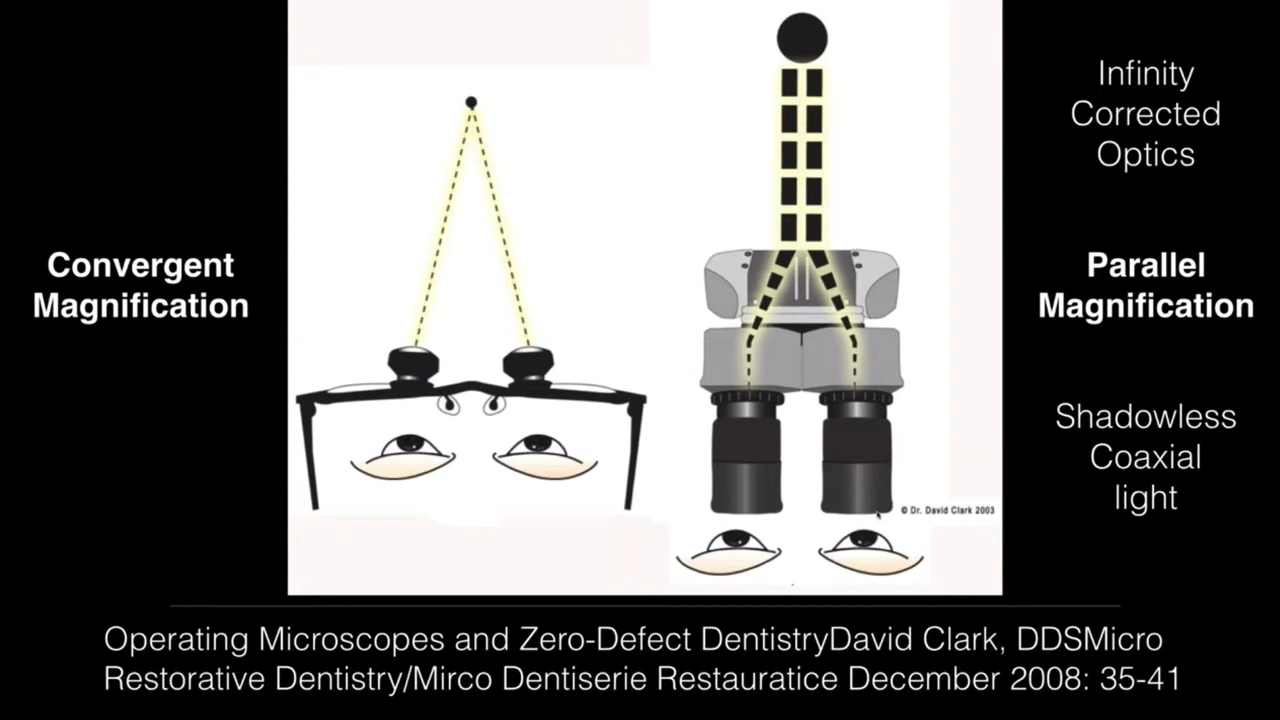 Infinity
Corrected
Optics
Convergent
Magnification
Parallel
Magnification
Shadowless
Coaxial
light
© Dr. David Clark 2003
Operating Microscopes and Zero-Defect DentistryDavid Clark, DDSMicro
Restorative Dentistry/Mirco Dentiserie Restauratice December 2008: 35-41